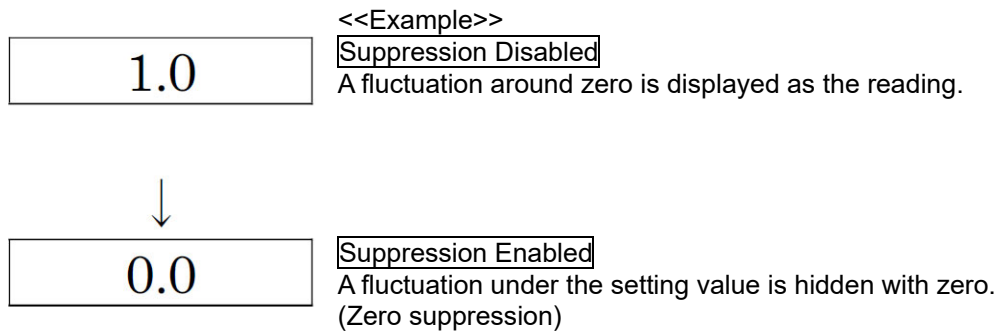 <<Example>>
Suppression Disabled
1.0
A fluctuation around zero is displayed as the reading.
↓
Suppression Enabled
0.0
A fluctuation under the setting value is hidden with zero.
(Zero suppression)